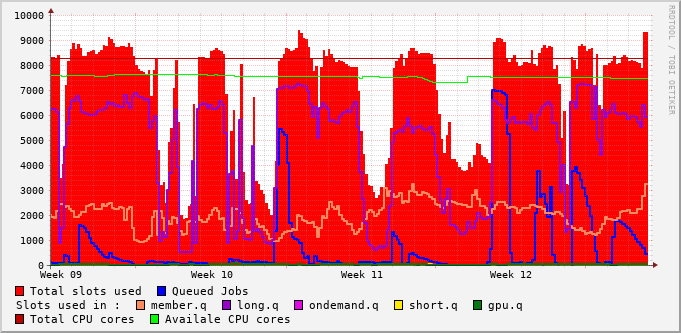 10000
9000
8000
7000
6000
5000
4000
3000
2000
1000
0
Week 09 Week 10 Week 11 Week 12
Total slots used Queued Jobs
Slots used in : member.q long.q ondemand.q short.q gpu.q
Total CPU cores Availale CPU cores
RRDTOOL / TOBI OETIKER